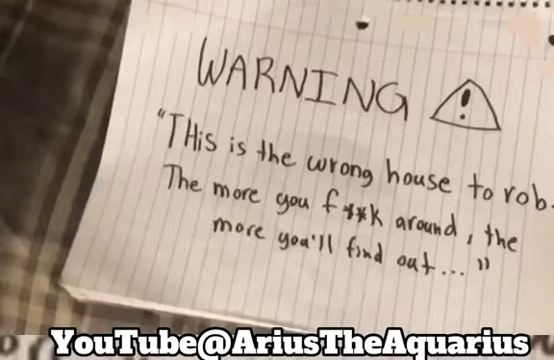 WARNING
"THis is the wrong house to rob.
The more you f**k around, the
more you'll find out..."
YouTube@AriusTheAquarius